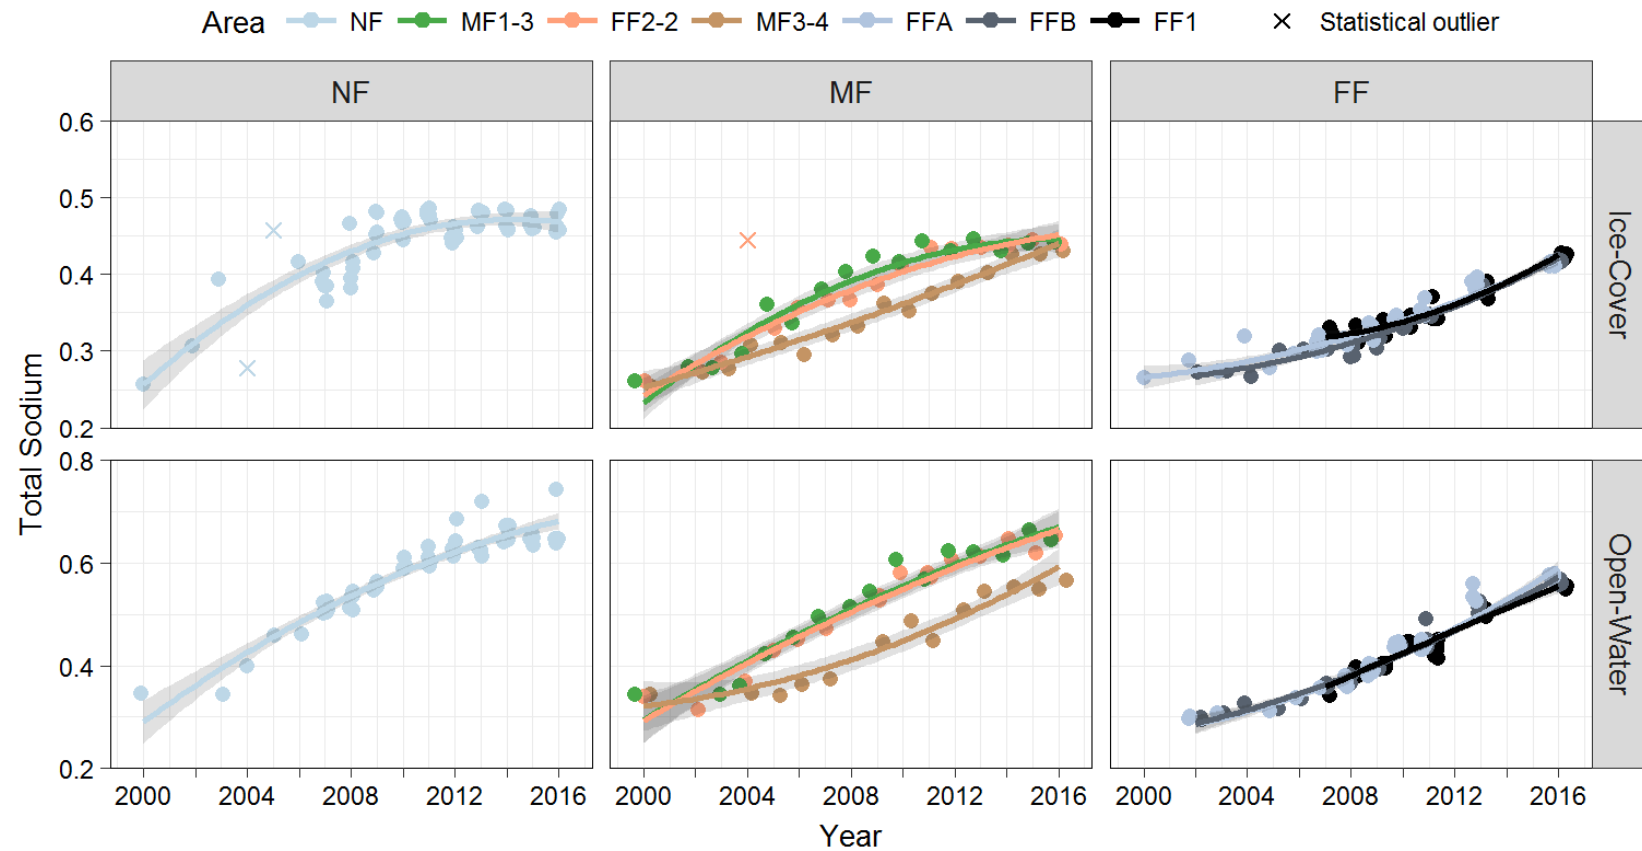 Area NF MF1-3 FF2-2 MF3-4 FFA FFB FF1 Statistical outlier
NF MF FF
0.6
0.5
0.4
0.3
0.2
Ice-Cover
0.8
0.6
0.4
0.2
Open-Water
Total Sodium
2000 2004 2008 2012 2016 2000 2004 2008 2012 2016 2000 2004 2008 2012 2016
Year